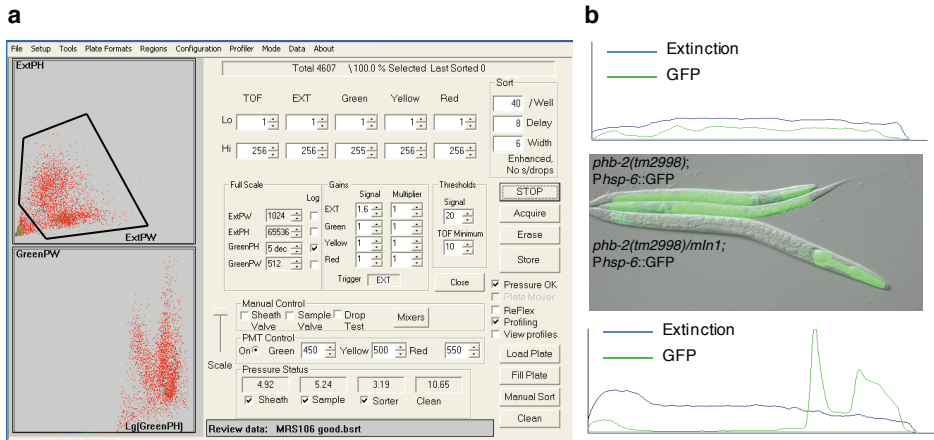 a
File Setup Tools Plate Formats Regions Configuration Profiler Mode Data About
ExtPH
ExtPW
GreenPW
Lg(GreenPH)
Total 4607 \100.0 % Selected Last Sorted 0
TOF EXT Green Yellow Red
Lo 1 1 1 1 1
Hi 256 256 255 256 256
Sort
40 /Well
8 Delay
6 Width
Enhanced,
No s/drops
Full Scale
Log
ExtPW 1024
ExtPH 65536
GreenPH 5 dec
GreenPW 512
Gains
Signal Multiplier
EXT 1.6 1
Green 1 1
Yellow 1 1
Red 1 1
Trigger EXT
Thresholds
Signal
20
TOF Minimum
10
Close
STOP
Acquire
Erase
Store
Pressure OK
Plate Mover
ReFlex
Profiling
View profiles
Load Plate
Fill Plate
Manual Sort
Clean
Scale
Manual Control
Sheath Valve Sample Valve Drop Test Mixers
PMT Control
On Green 450 Yellow 500 Red 550
Pressure Status
4.92 5.24 3.19 10.65
Sheath Sample Sorter Clean
Review data: MRS106 good.bsrt
b
Extinction
GFP
phb-2(tm2998);
Phsp-6::GFP
phb-2(tm2998)/mIn1;
Phsp-6::GFP
Extinction
GFP